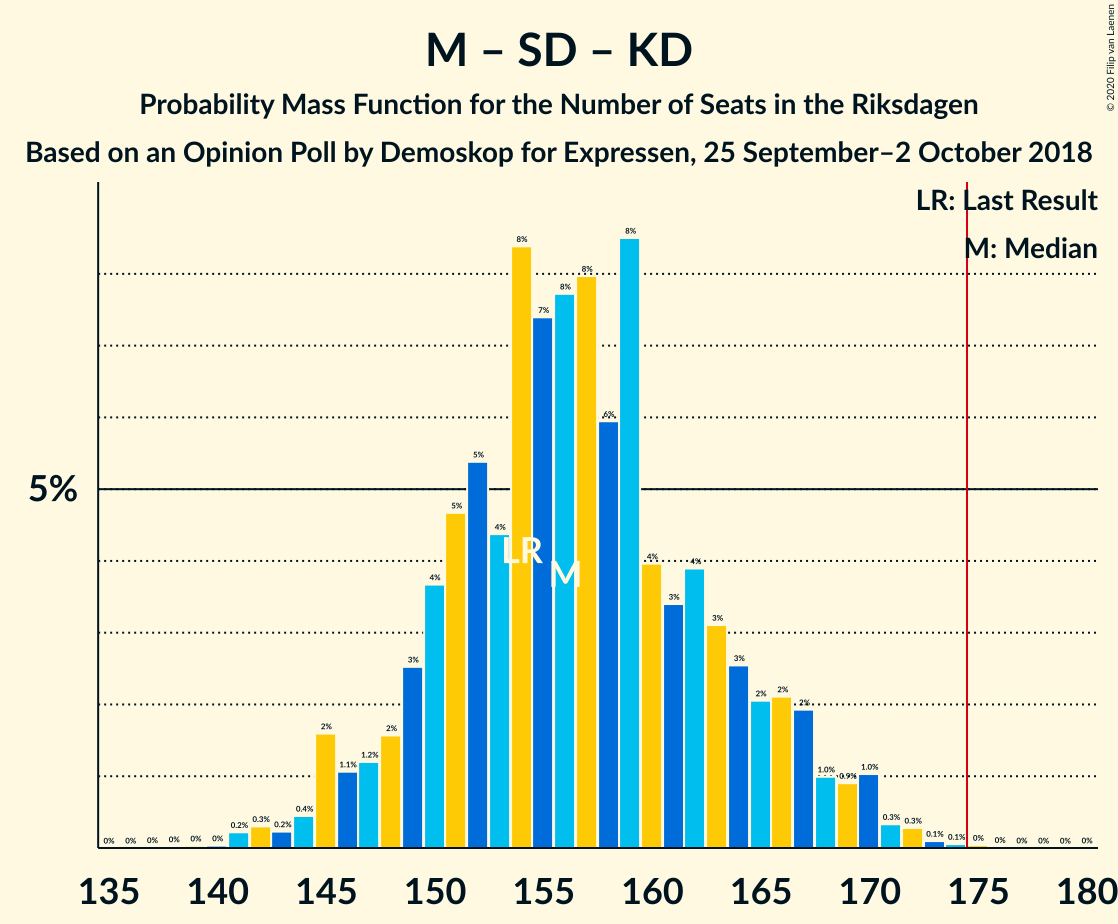 M – SD – KD
Probability Mass Function for the Number of Seats in the Riksdagen
Based on an Opinion Poll by Demoskop for Expressen, 25 September–2 October 2018
© 2020 Filip van Laenen
LR: Last Result
M: Median
5%
0% 0% 0% 0% 0% 0% 0.2% 0.3% 0.2% 0.4% 2% 1.1% 1.2% 2% 3% 4% 5% 5% 4% 8% 7% 8% 8% 6% 8% 4% 3% 4% 3% 3% 2% 2% 2% 1.0% 0.9% 1.0% 0.3% 0.3% 0.1% 0.1% 0% 0% 0% 0% 0% 0%
LR
M
135 140 145 150 155 160 165 170 175 180